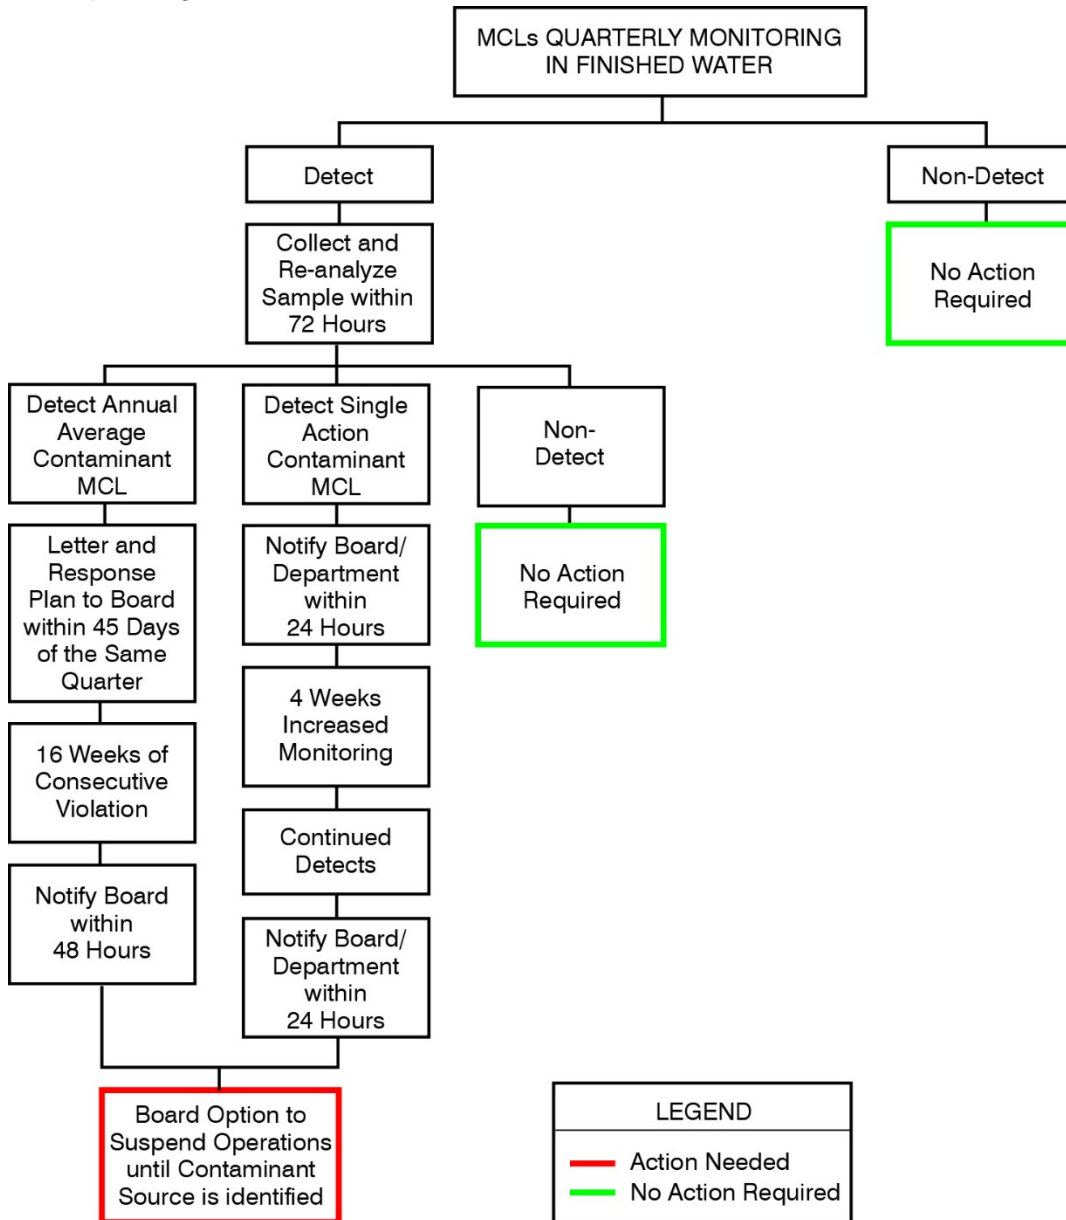 MCLs QUARTERLY MONITORING
IN FINISHED WATER
Detect
Non-Detect
Collect and
Re-analyze
Sample within
72 Hours
No Action
Required
Detect Annual
Average
Contaminant
MCL
Detect Single
Action
Contaminant
MCL
Non-
Detect
Letter and
Response
Plan to Board
within 45 Days
of the Same
Quarter
Notify Board/
Department
within
24 Hours
No Action
Required
16 Weeks of
Consecutive
Violation
4 Weeks
Increased
Monitoring
Notify Board
within
48 Hours
Continued
Detects
Notify Board/
Department
within
24 Hours
Board Option to
Suspend Operations
until Contaminant
Source is identified
LEGEND
Action Needed
No Action Required